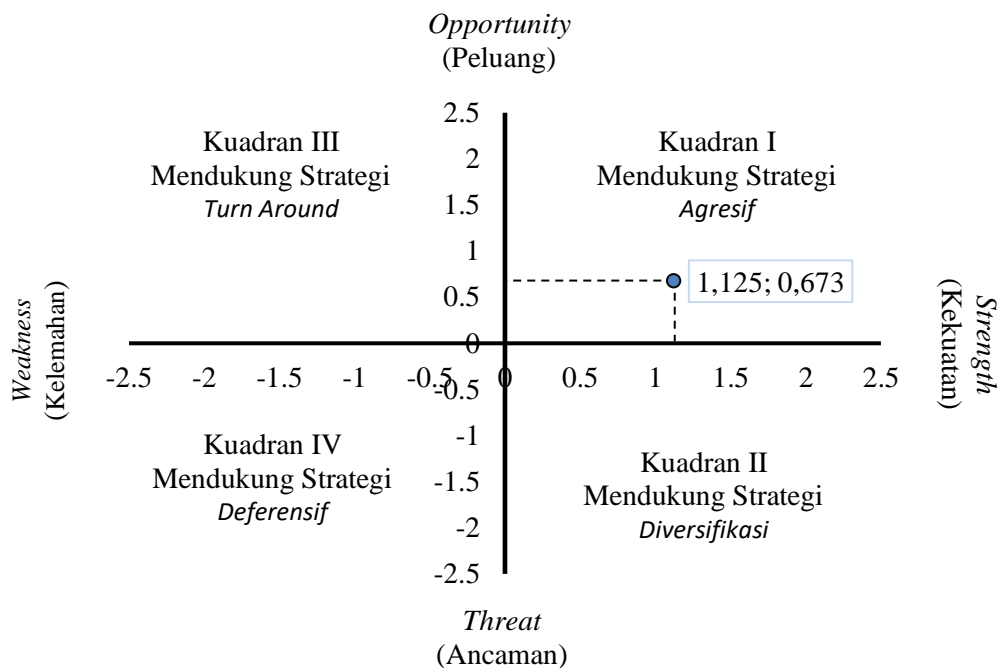 Opportunity
(Peluang)
2.5
2
1.5
1
0.5
0
-0.5
-1
-1.5
-2
-2.5
Kuadran III
Mendukung Strategi
Turn Around
Kuadran I
Mendukung Strategi
Agresif
1,125; 0,673
Weakness
(Kelemahan)
Strength
(Kekuatan)
-2.5 -2 -1.5 -1 -0.5 0 0.5 1 1.5 2 2.5
Kuadran IV
Mendukung Strategi
Deferensif
Kuadran II
Mendukung Strategi
Diversifikasi
Threat
(Ancaman)